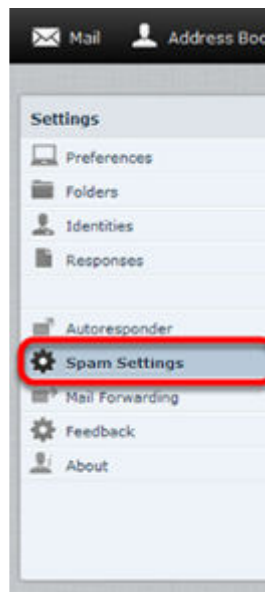 Mail Address Boo
Settings
Preferences
Folders
Identities
Responses
Autoresponder
Spam Settings
Mail Forwarding
Feedback
About